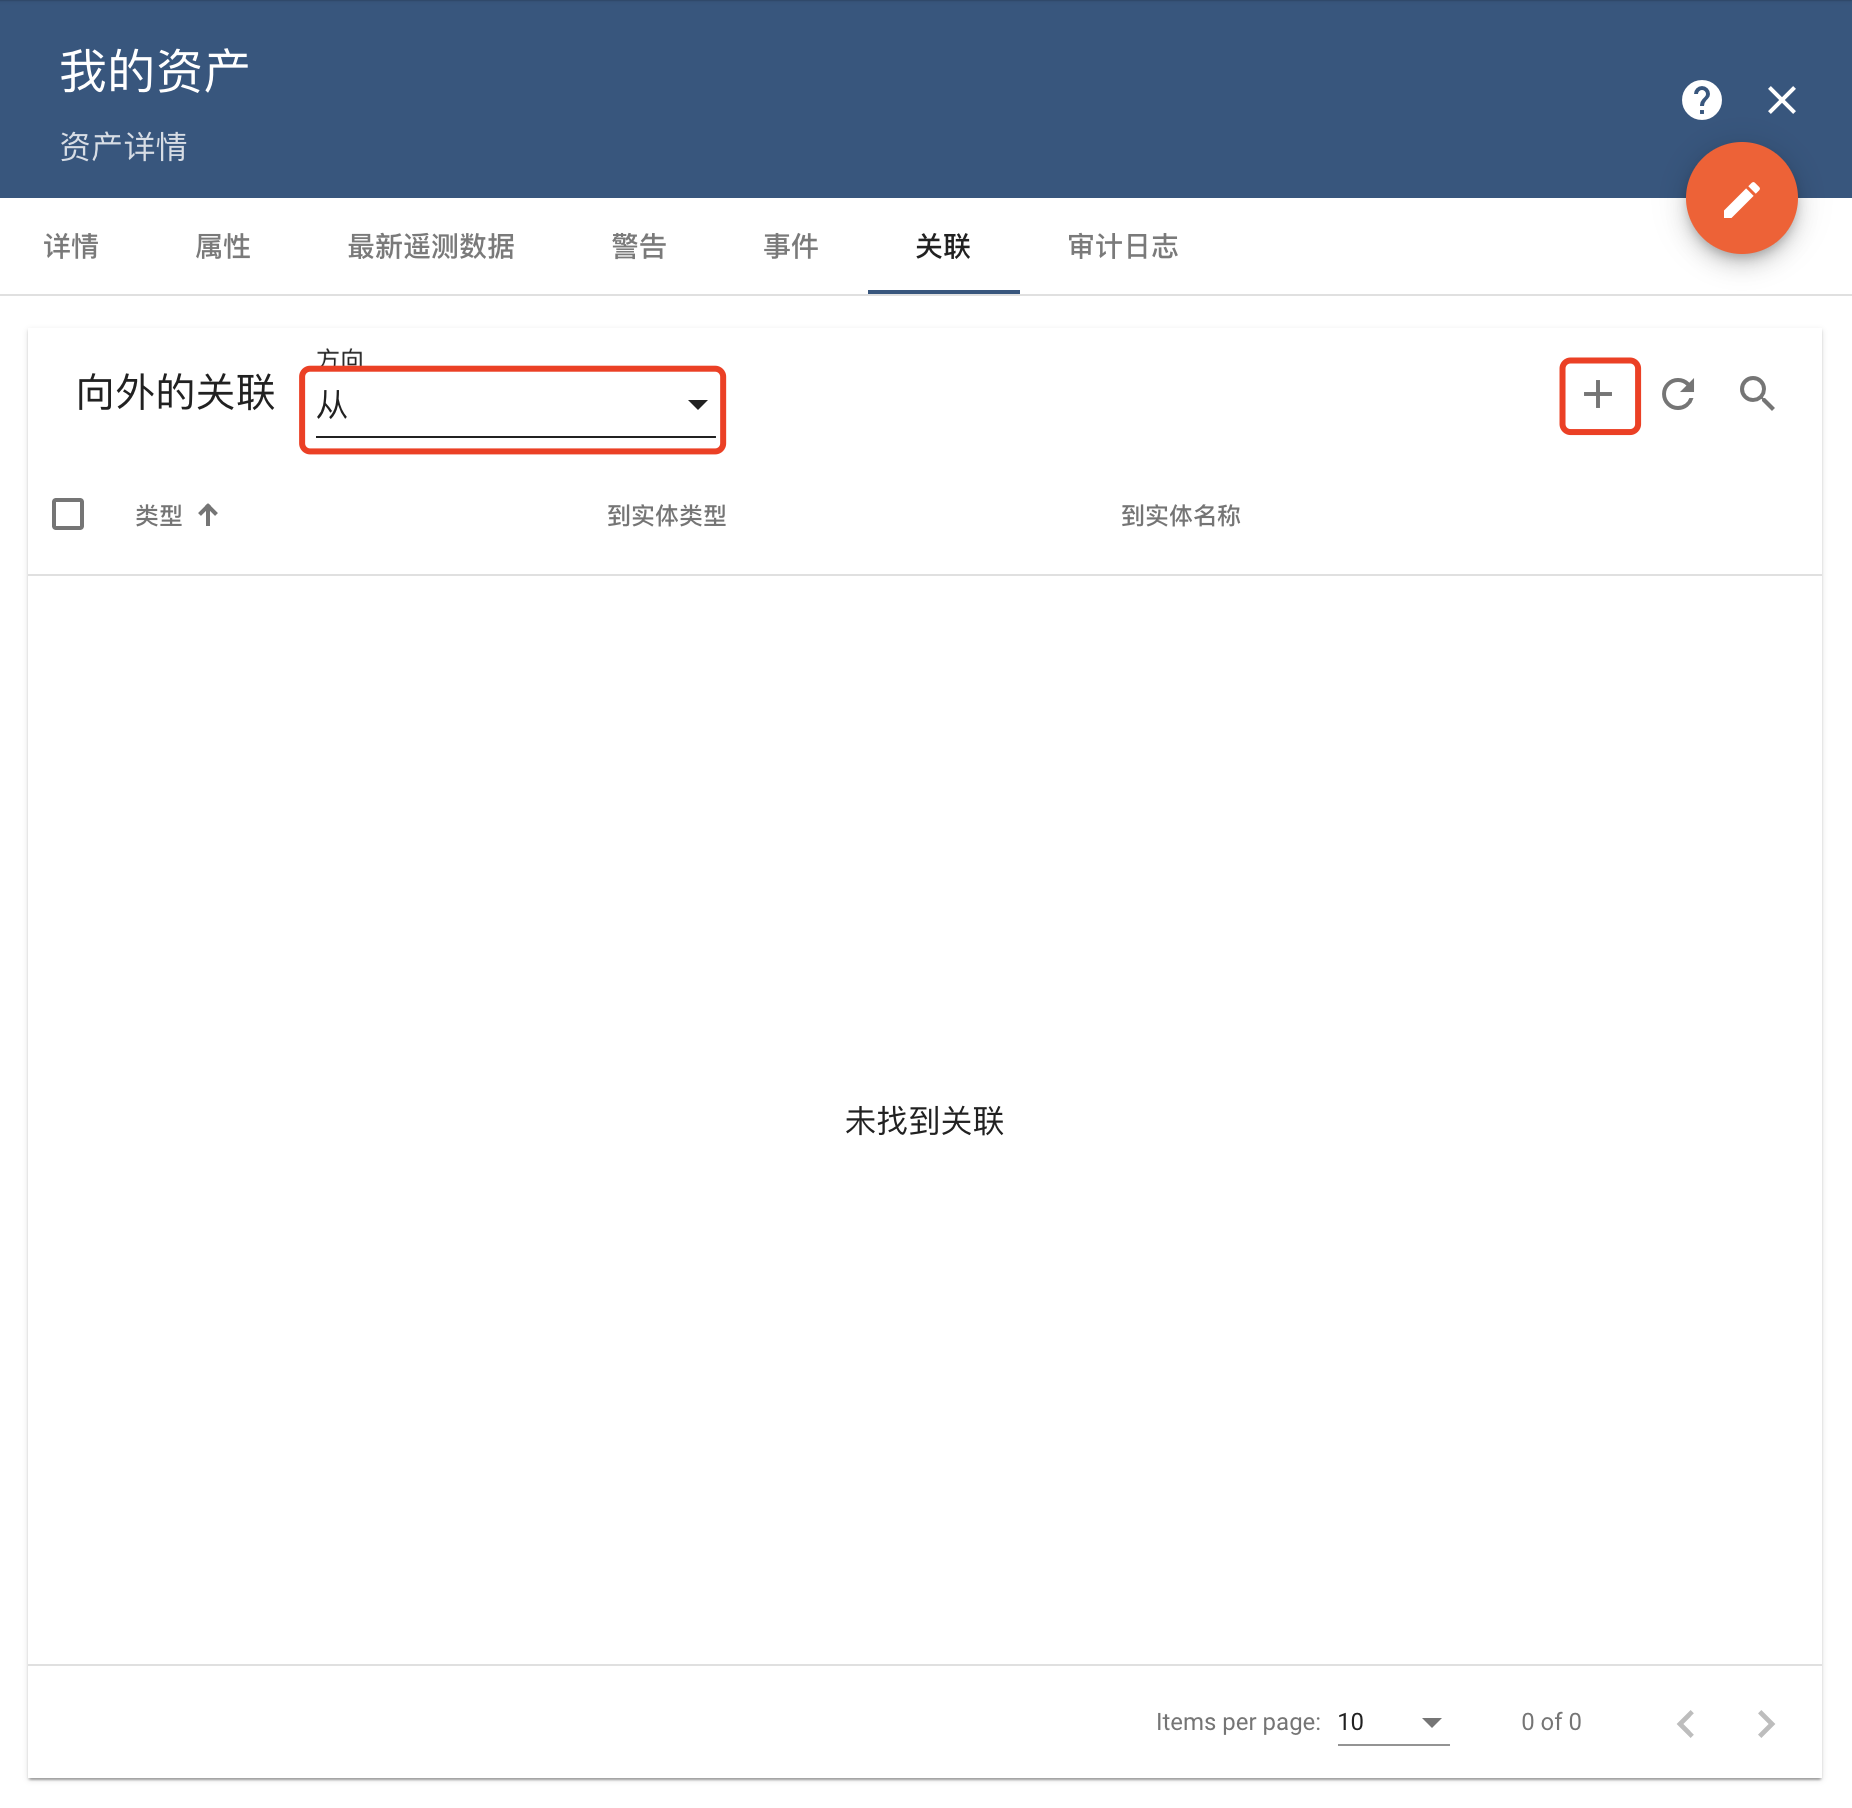 我的资产
资产详情
详情 属性 最新遥测数据 警告 事件 关联 审计日志
方向
向外的关联 从
类型 到实体类型 到实体名称
未找到关联
Items per page: 10 0 of 0